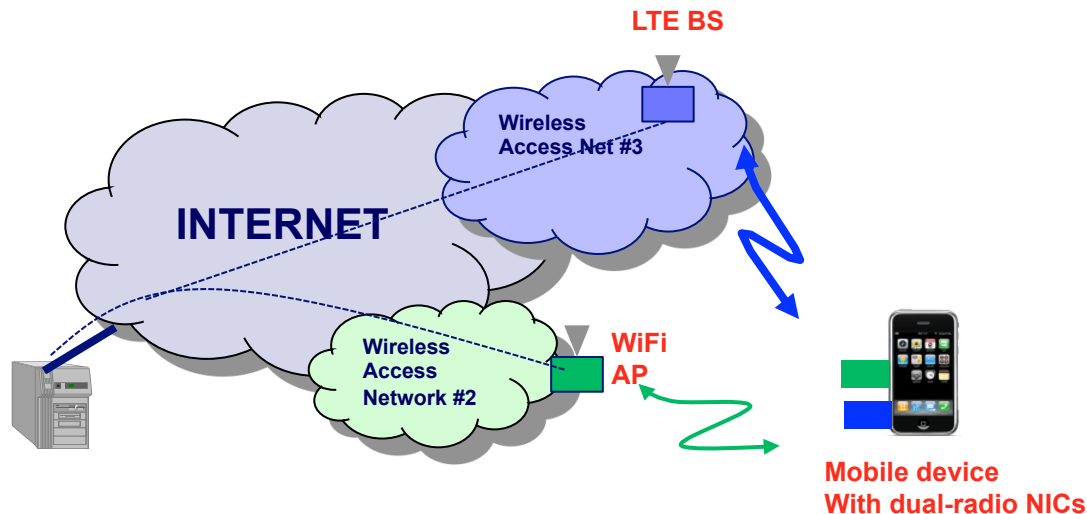 LTE BS
Wireless
Access Net #3
INTERNET
Wireless
Access
Network #2
WiFi
AP
Mobile device
With dual-radio NICs